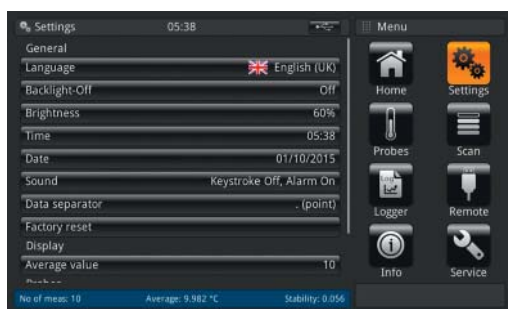 Settings 05:38
General
Language English (UK)
Backlight-Off Off
Brightness 60%
Time 05:38
Date 01/10/2015
Sound Keystroke Off, Alarm On
Data separator . (point)
Factory reset
Display
Average value 10
No of meas: 10 Average: 9.982 °C Stability: 0.056
Menu
Home Settings
Probes Scan
Log
Logger Remote
Info Service